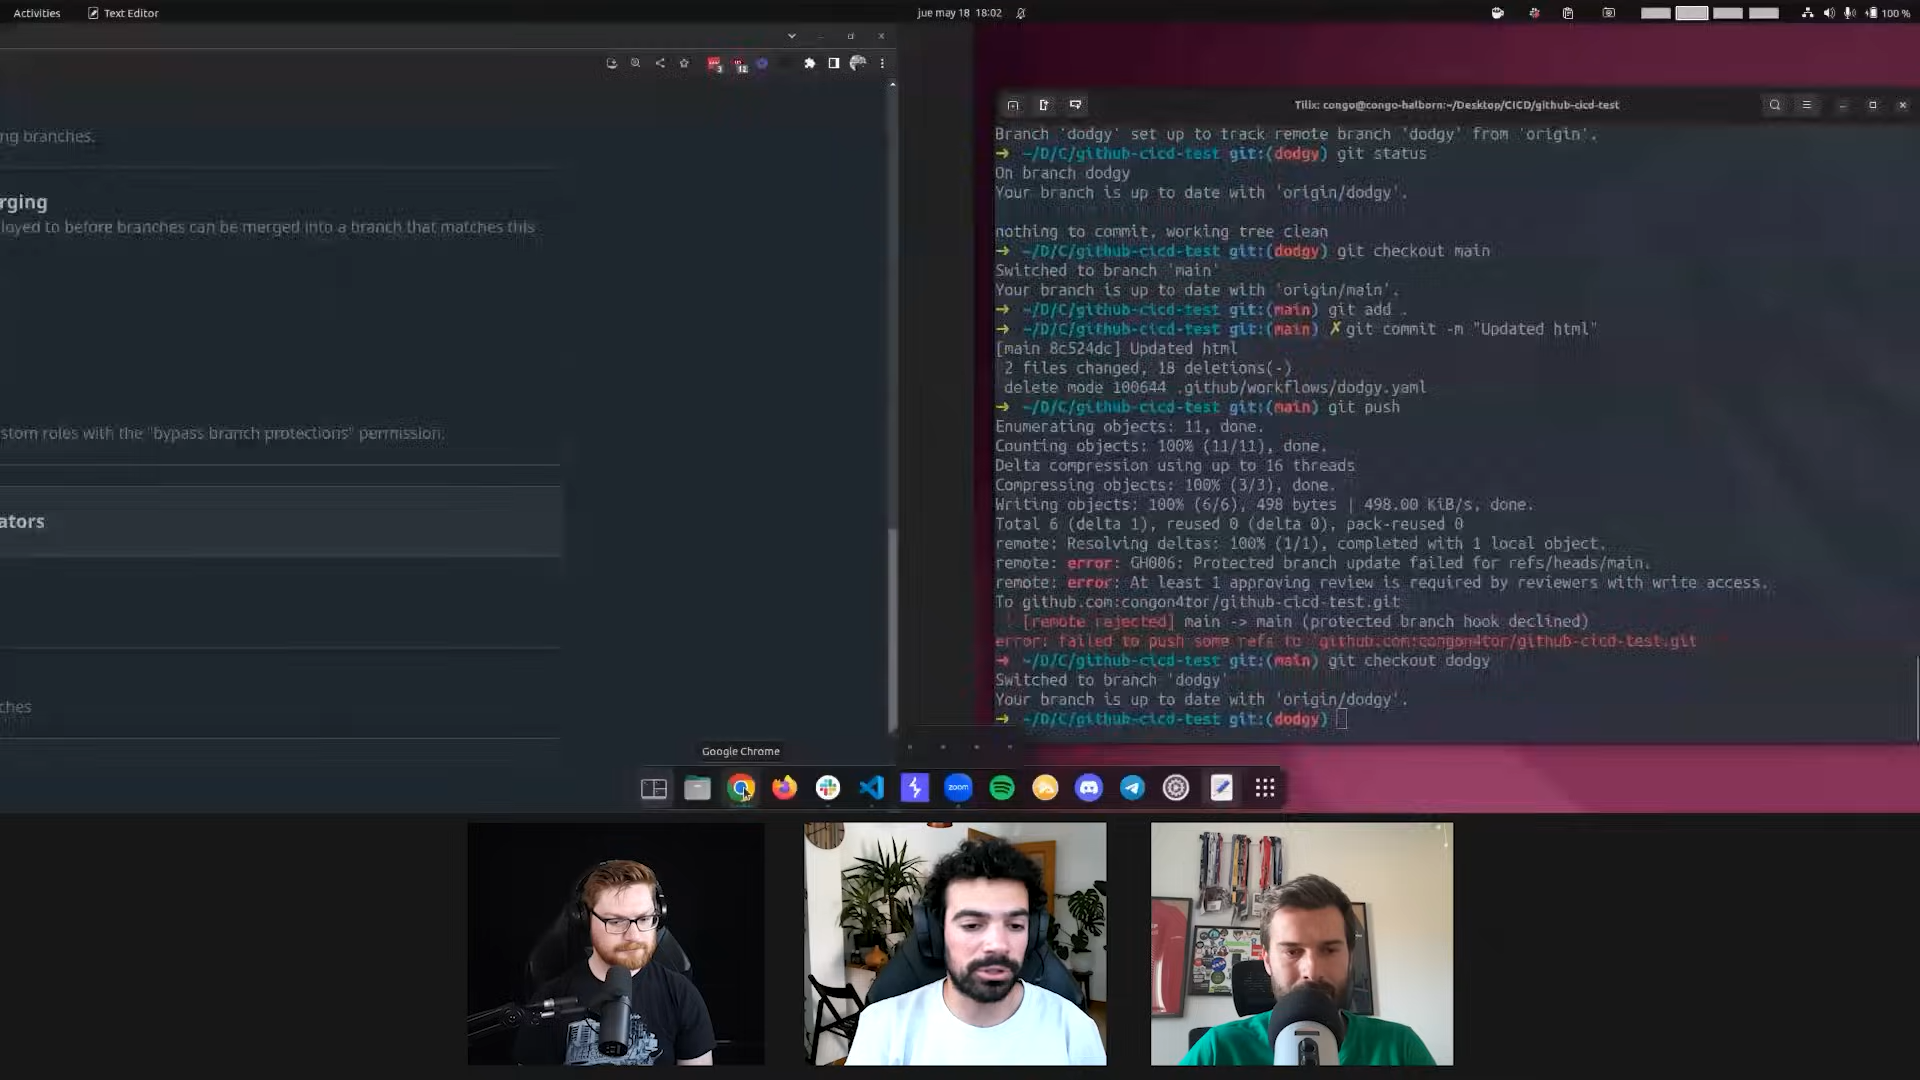 Activities
Text Editor
jue may 18 18:02
100 %
3
12
ng branches.
rging
loyed to before branches can be merged into a branch that matches this
stom roles with the "bypass branch protections" permission.
ators
ches
Tilix: congo@congo-halborn:~/Desktop/CICD/github-cicd-test
Branch 'dodgy' set up to track remote branch 'dodgy' from 'origin'.
→ ~/D/C/github-cicd-test git:(dodgy) git status
On branch dodgy
Your branch is up to date with 'origin/dodgy'.
nothing to commit, working tree clean
→ ~/D/C/github-cicd-test git:(dodgy) git checkout main
Switched to branch 'main'
Your branch is up to date with 'origin/main'.
→ ~/D/C/github-cicd-test git:(main) git add .
→ ~/D/C/github-cicd-test git:(main) ✗ git commit -m "Updated html"
[main 8c524dc] Updated html
2 files changed, 18 deletions(-)
delete mode 100644 .github/workflows/dodgy.yaml
→ ~/D/C/github-cicd-test git:(main) git push
Enumerating objects: 11, done.
Counting objects: 100% (11/11), done.
Delta compression using up to 16 threads
Compressing objects: 100% (3/3), done.
Writing objects: 100% (6/6), 498 bytes | 498.00 KiB/s, done.
Total 6 (delta 1), reused 0 (delta 0), pack-reused 0
remote: Resolving deltas: 100% (1/1), completed with 1 local object.
remote: error: GH006: Protected branch update failed for refs/heads/main.
remote: error: At least 1 approving review is required by reviewers with write access.
To github.com:congon4tor/github-cicd-test.git
! [remote rejected] main -> main (protected branch hook declined)
error: failed to push some refs to 'github.com:congon4tor/github-cicd-test.git'
→ ~/D/C/github-cicd-test git:(main) git checkout dodgy
Switched to branch 'dodgy'
Your branch is up to date with 'origin/dodgy'.
→ ~/D/C/github-cicd-test git:(dodgy)
Google Chrome
zoom